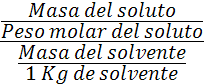 Masa del soluto
Peso molar del soluto
Masa del solvente
1 Kg de solvente